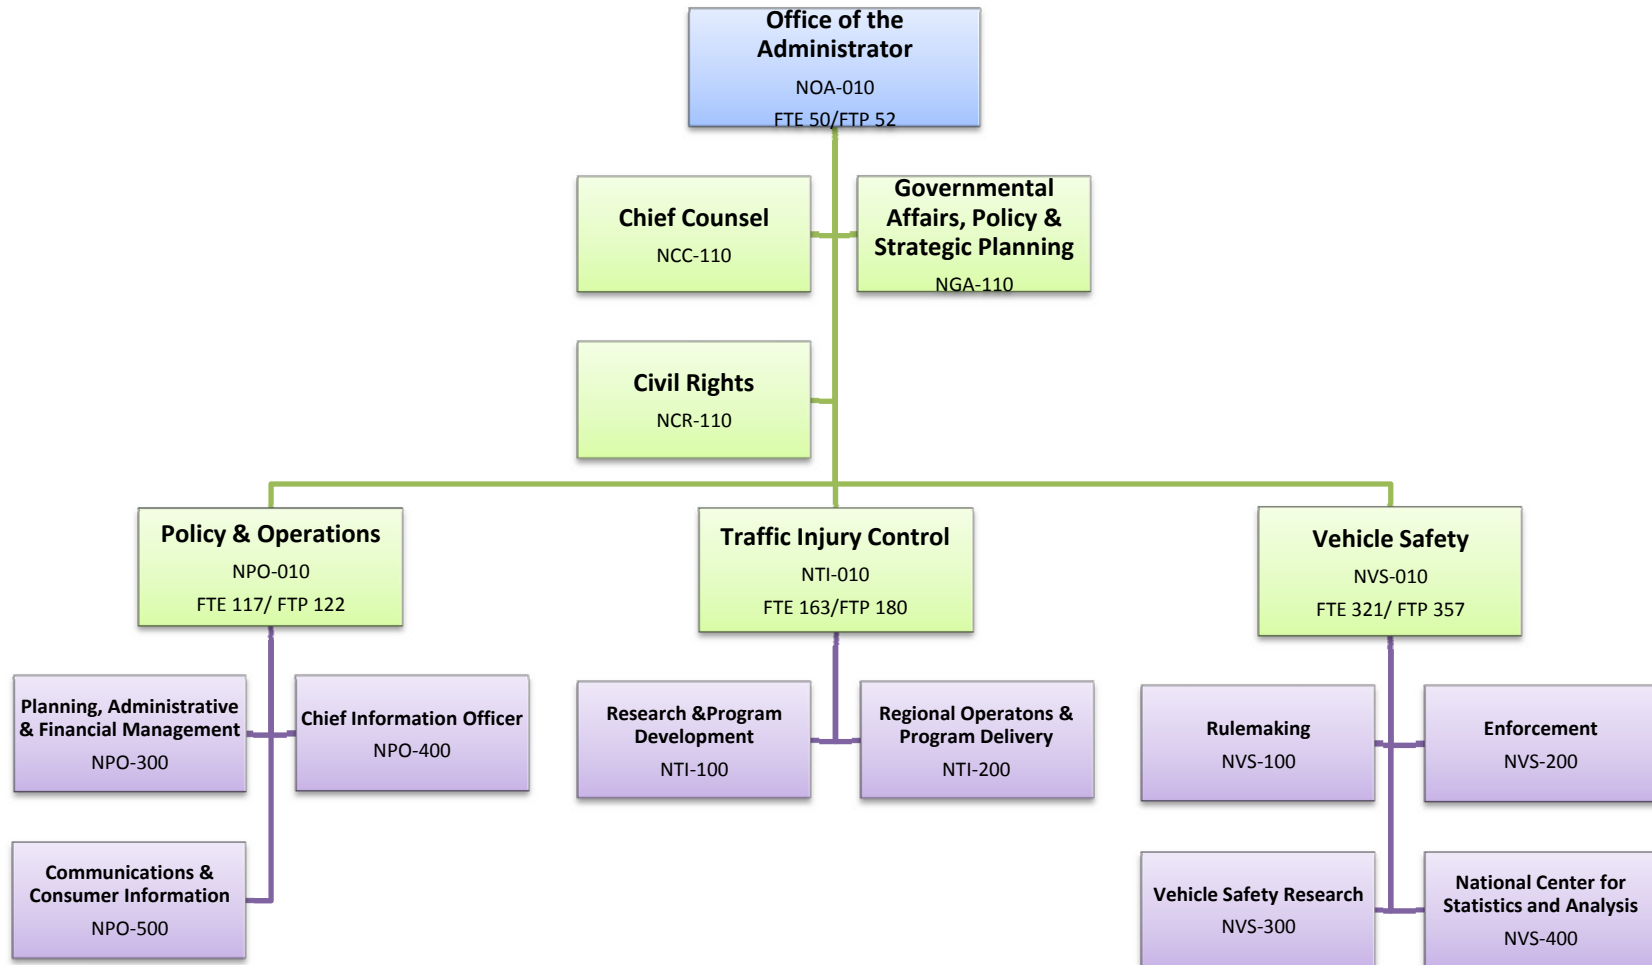 Office of the
Administrator
NOA-010
FTE 50/FTP 52
Chief Counsel
NCC-110
Governmental
Affairs, Policy &
Strategic Planning
NGA-110
Civil Rights
NCR-110
Policy & Operations
NPO-010
FTE 117/ FTP 122
Traffic Injury Control
NTI-010
FTE 163/FTP 180
Vehicle Safety
NVS-010
FTE 321/ FTP 357
Planning, Administrative
& Financial Management
NPO-300
Chief Information Officer
NPO-400
Communications &
Consumer Information
NPO-500
Research &Program
Development
NTI-100
Regional Operatons &
Program Delivery
NTI-200
Rulemaking
NVS-100
Enforcement
NVS-200
Vehicle Safety Research
NVS-300
National Center for
Statistics and Analysis
NVS-400